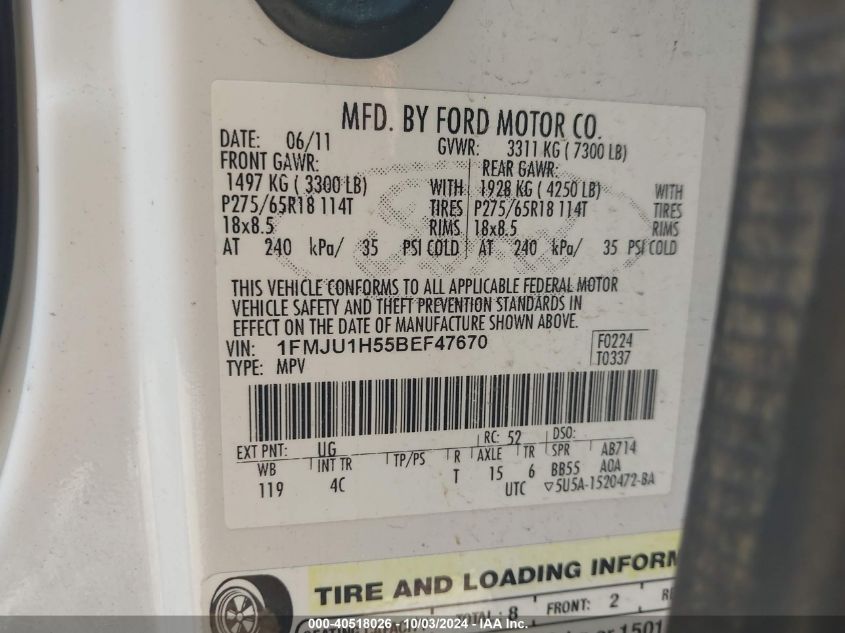 MFD. BY FORD MOTOR CO.
DATE: 06/11 GVWR: 3311 KG ( 7300 LB)
FRONT GAWR: REAR GAWR:
1497 KG ( 3300 LB) WITH 1928 KG ( 4250 LB) WITH
P275/65R18 114T TIRES P275/65R18 114T TIRES
18x8.5 RIMS 18x8.5 RIMS
AT 240 kPa/ 35 PSI COLD AT 240 kPa/ 35 PSI COLD
THIS VEHICLE CONFORMS TO ALL APPLICABLE FEDERAL MOTOR
VEHICLE SAFETY AND THEFT PREVENTION STANDARDS IN
EFFECT ON THE DATE OF MANUFACTURE SHOWN ABOVE.
VIN: 1FMJU1H55BEF47670 F0224
TYPE: MPV T0337
EXT PNT: UG RC: 52 DSO:
WB INT TR TP/PS R AXLE TR SPR AB714
119 4C T 15 6 BB55 A0A
UTC ▽5U5A-1520472-BA
TIRE AND LOADING INFORM
TOTAL: 8 FRONT: 2
1501
000-40518026 - 10/03/2024 - IAA, Inc.